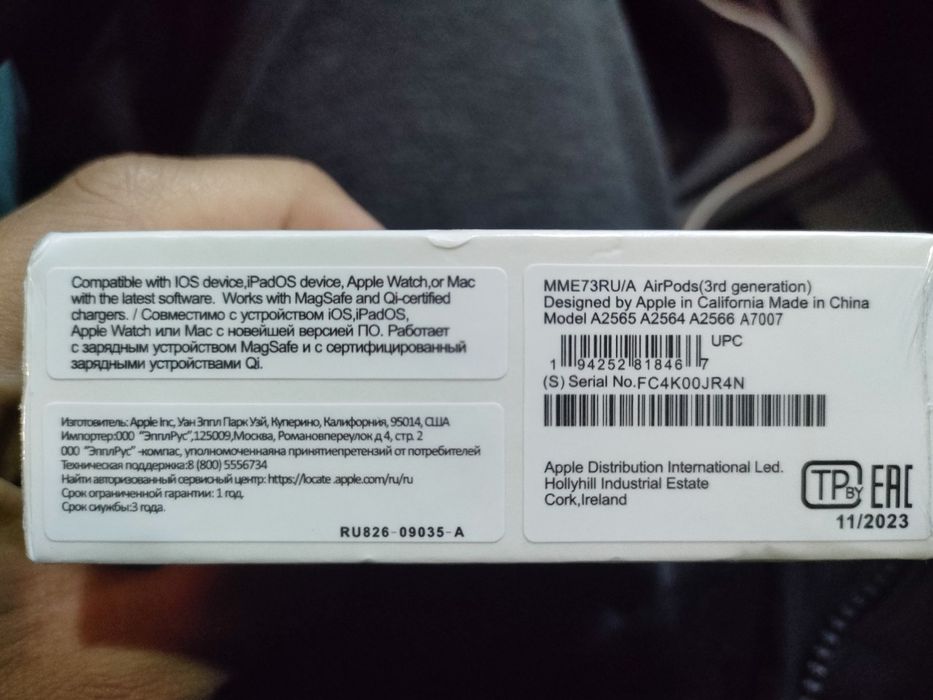 Compatible with IOS device,iPadOS device, Apple Watch,or Mac
with the latest software. Works with MagSafe and Qi-certified
chargers. / Совместимо с устройством iOS,iPadOS,
Apple Watch или Mac с новейшей версией ПО. Работает
с зарядным устройством MagSafe и с сертифицированный
зарядными устройствами Qi.
Изготовитель: Apple Inc, Уан Зппл Парк Уэй, Куперино, Калифорния, 95014, США
Импортер:ООО "ЭпплРус",125009,Москва, Романовпереулок д 4, стр. 2
ООО "ЭпплРус" -компас, уполномоченнаяна принятиепретензий от потребителей
Техническая поддержка:8 (800) 5556734
Найти авторизованный сервисный центр: https://locate .apple.com/ru/ru
Срок ограниченной гарантии: 1 год.
Срок сиужбы:3 года.
RU826-09035-A
MME73RU/A AirPods(3rd generation)
Designed by Apple in California Made in China
Model A2565 A2564 A2566 A7007
UPC
1 94252 81846 7
(S) Serial No.FC4K00JR4N
Apple Distribution International Led.
Hollyhill Industrial Estate
Cork,Ireland
TP BY EAC
11/2023